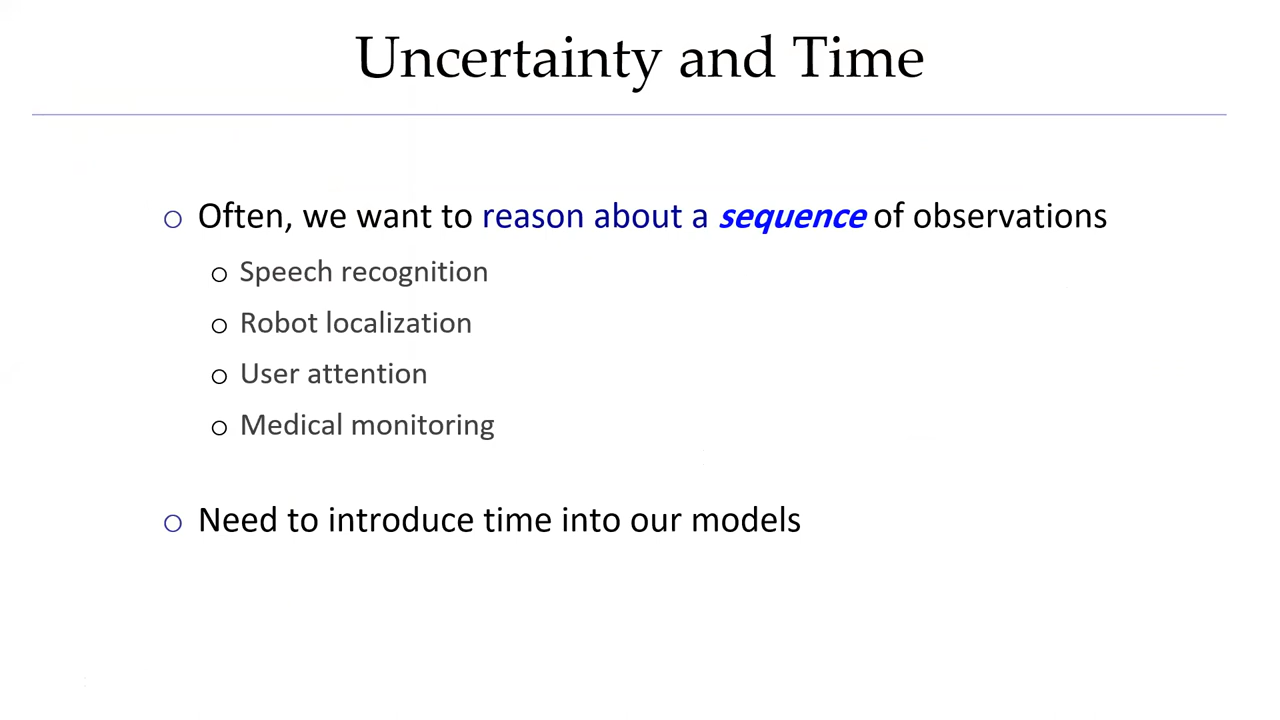 Uncertainty and Time
Often, we want to reason about a sequence of observations
Speech recognition
Robot localization
User attention
Medical monitoring
Need to introduce time into our models